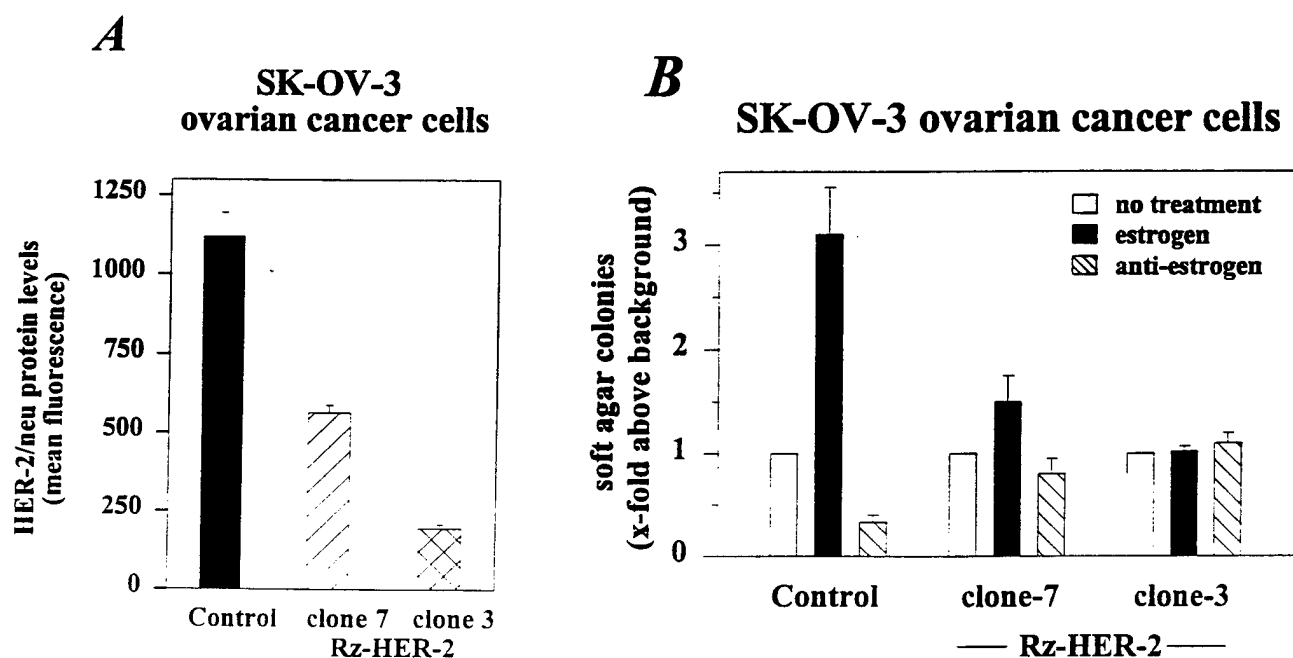 A
SK-OV-3
ovarian cancer cells
HER-2/neu protein levels
(mean fluorescence)
1250
1000
750
500
250
0
Control clone 7 clone 3
Rz-HER-2
B
SK-OV-3 ovarian cancer cells
soft agar colonies
(x-fold above background)
3
2
1
0
no treatment
estrogen
anti-estrogen
Control clone-7 clone-3
Rz-HER-2